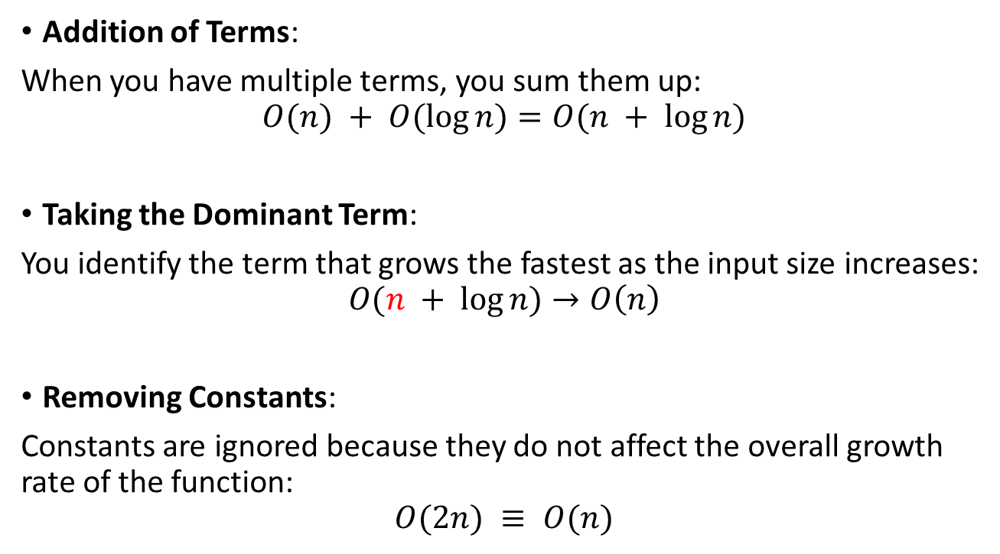 • Addition of Terms:
When you have multiple terms, you sum them up:
O(n) + O(log n) = O(n + log n)
• Taking the Dominant Term:
You identify the term that grows the fastest as the input size increases:
O(n + log n) → O(n)
• Removing Constants:
Constants are ignored because they do not affect the overall growth
rate of the function:
O(2n) ≡ O(n)